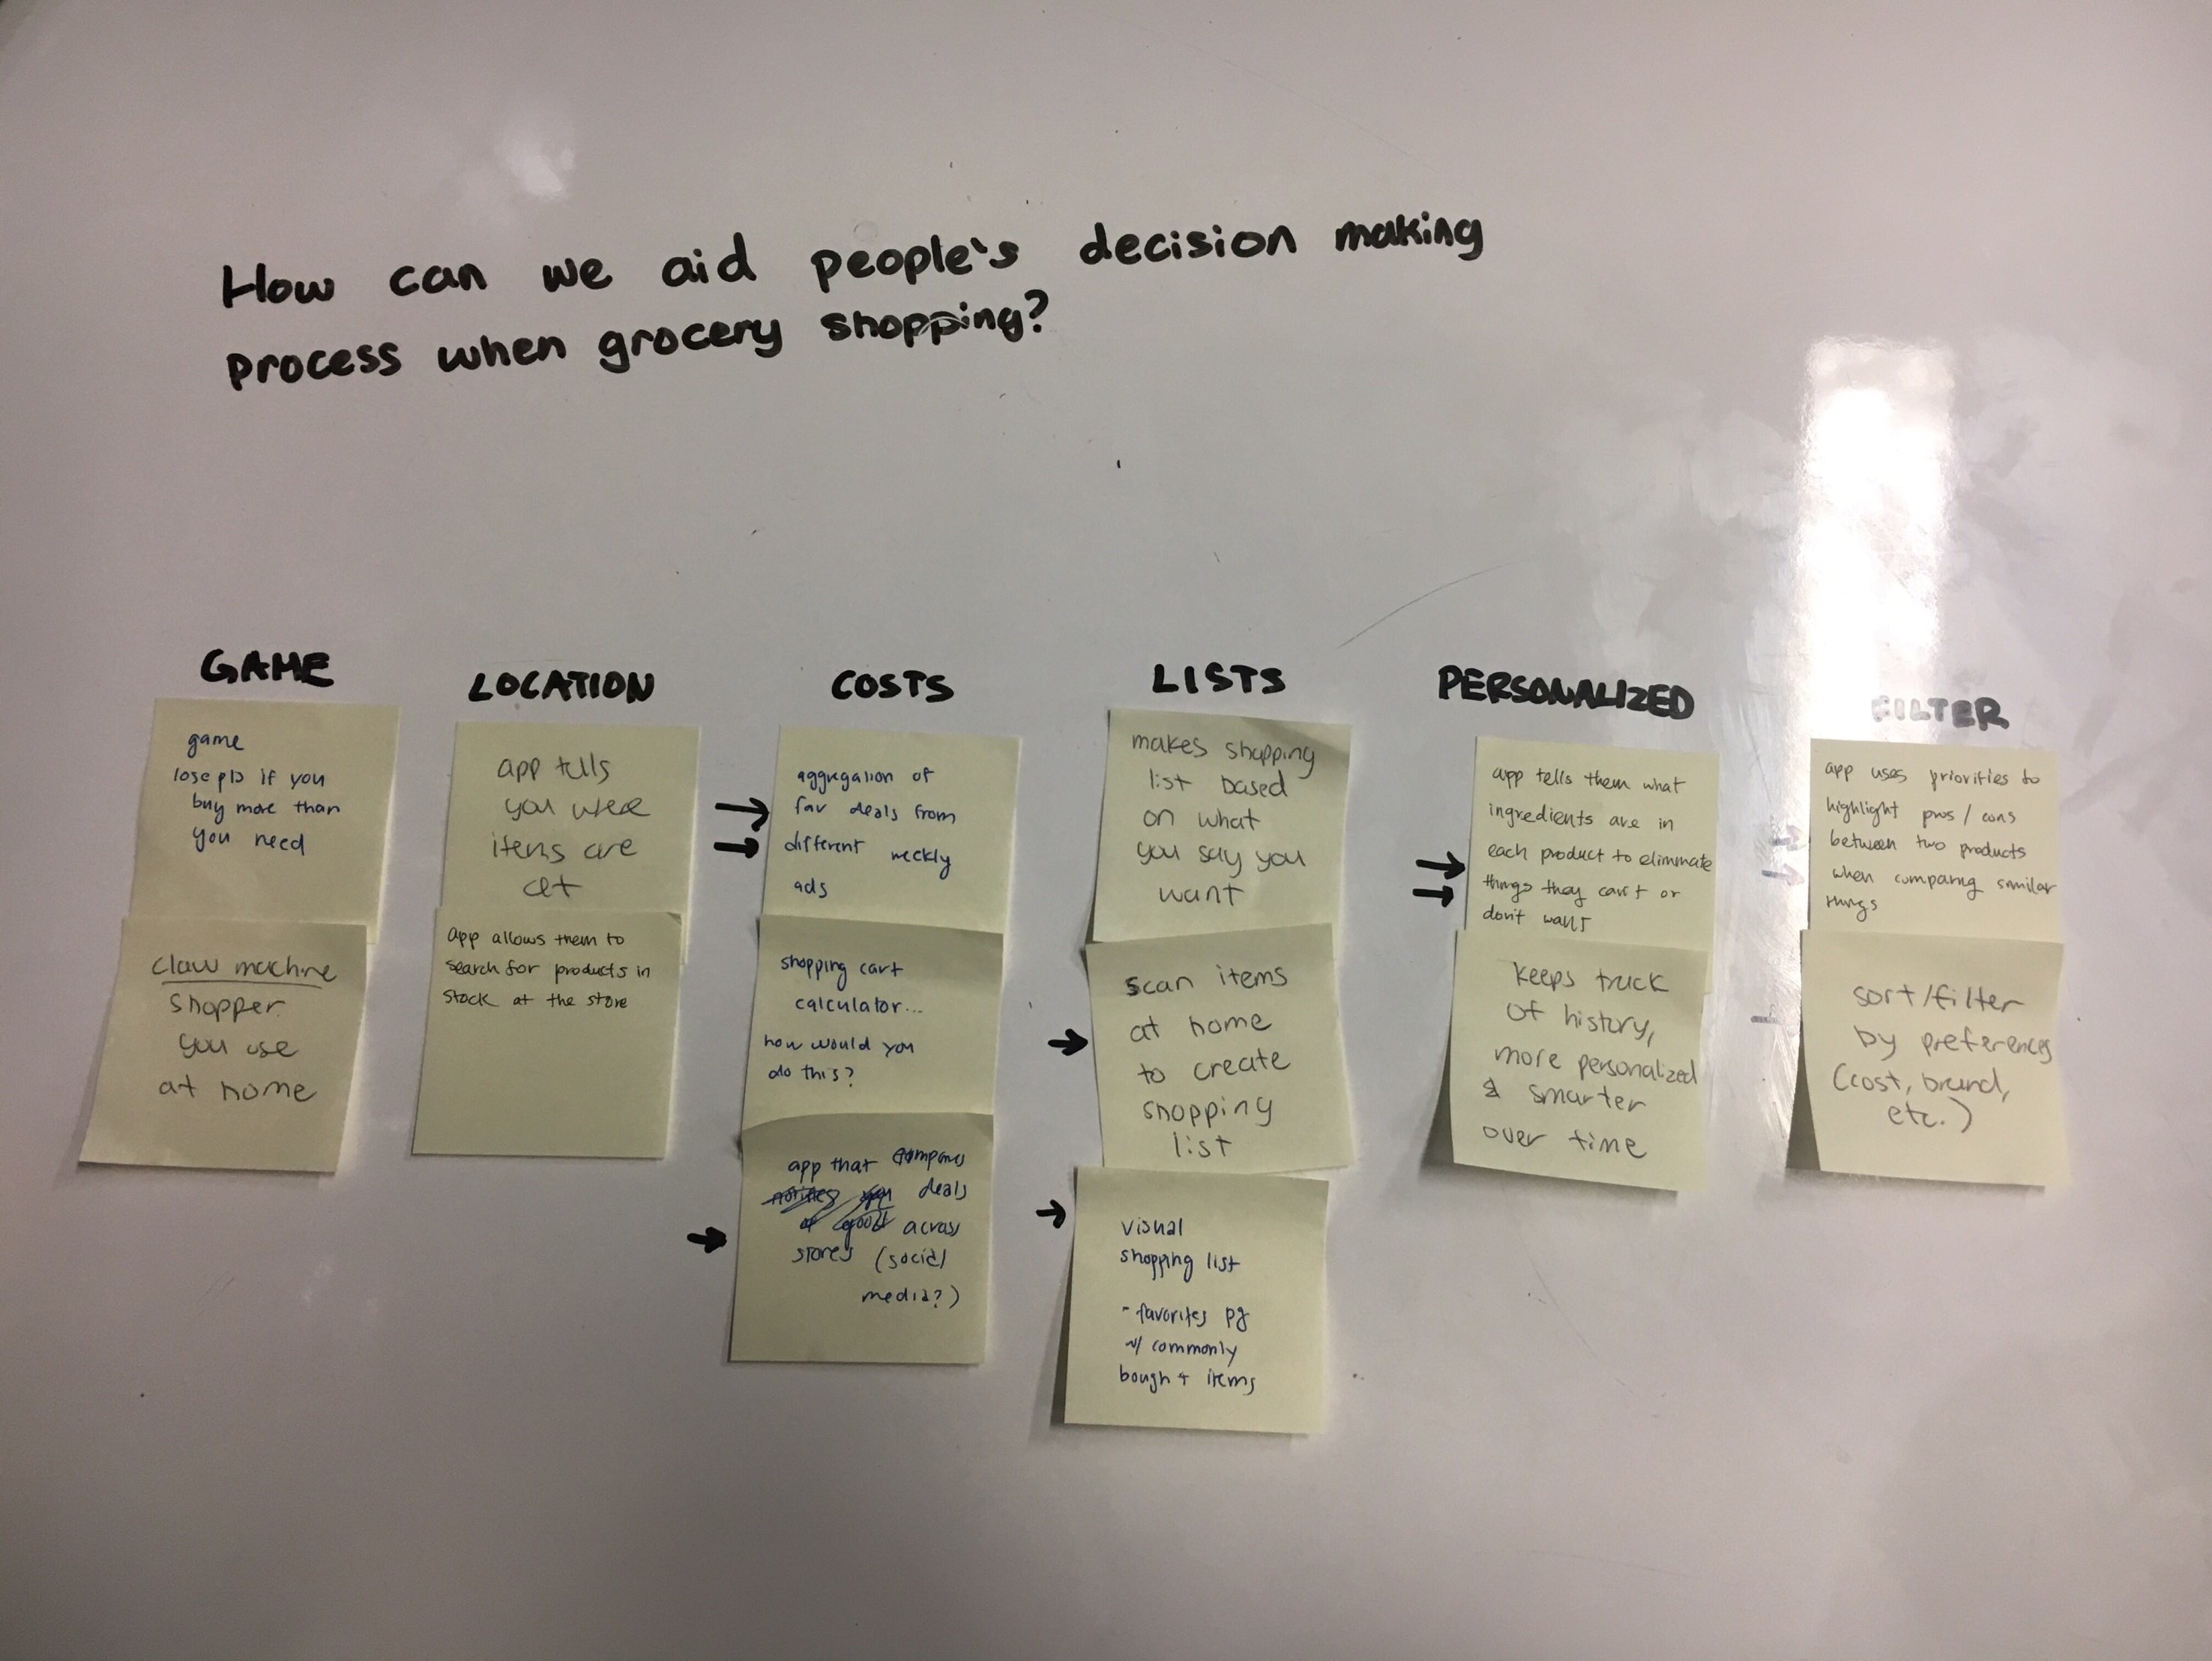 How can we aid people's decision making
process when grocery shopping?
GAME
game
lose pts if you
buy more than
you need
claw machine
shopper
you use
at home
LOCATION
app tells
you were
items are
at
app allows them to
search for products in
stock at the store
COSTS
→
→
aggregation of
fav deals from
different weekly
ads
shopping cart
calculator...
how would you
do this?
→
app that compares
deals
across
stores (social
media?)
LISTS
makes shopping
list based
on what
you say you
want
→
scan items
at home
to create
shopping
list
→
visual
shopping list
- favorites pg
w/ commonly
bought items
PERSONALIZED
→
→
app tells them what
ingredients are in
each product to eliminate
things they can't or
don't want
keeps track
of history,
more personalized
& smarter
over time
FILTER
→
→
app uses priorities to
highlight pros / cons
between two products
when comparing similar
things
sort/filter
by preferences
(cost, brand,
etc.)